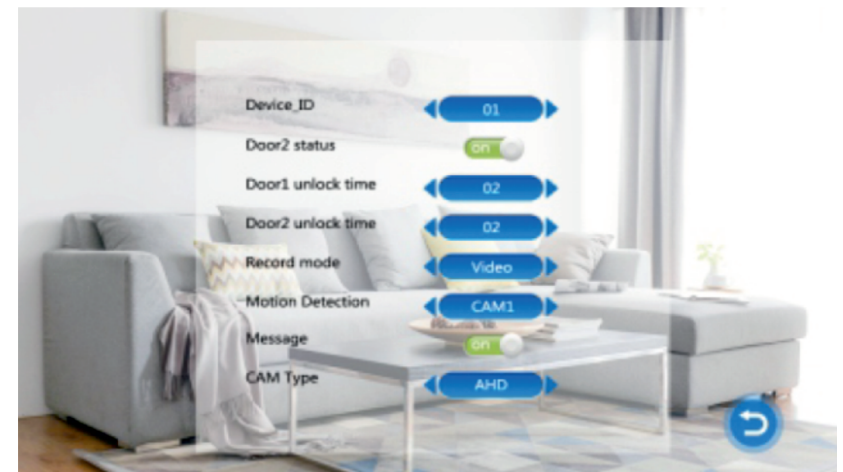 Device_ID 01
Door2 status on
Door1 unlock time 02
Door2 unlock time 02
Record mode Video
Motion Detection CAM1
Message on
CAM Type AHD